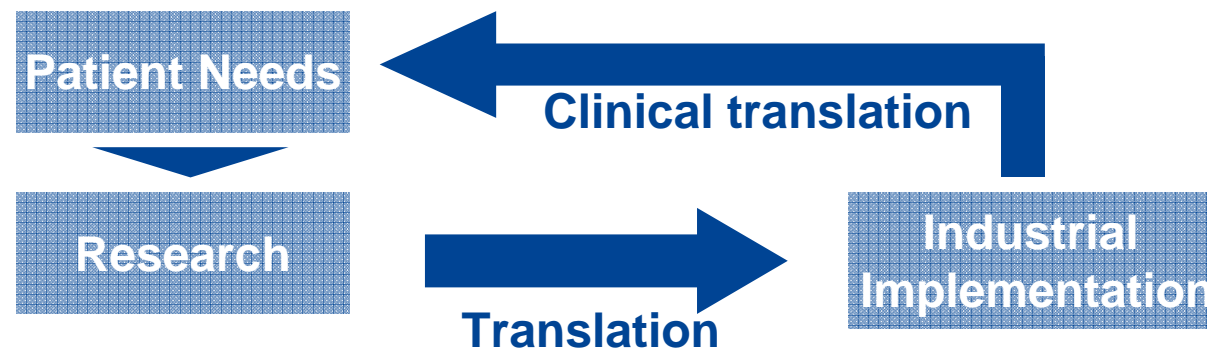 Patient Needs
Clinical translation
Research
Industrial
Implementation
Translation